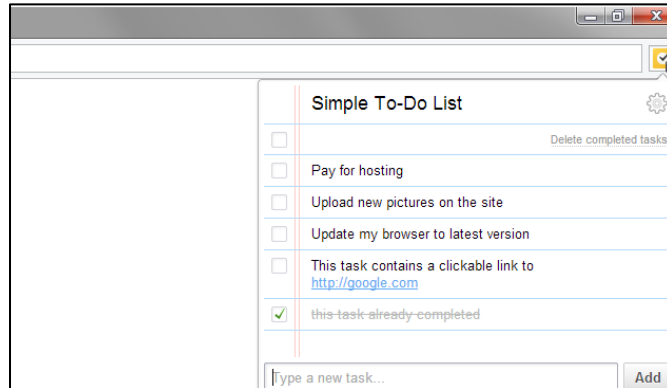 Simple To-Do List
Delete completed tasks
Pay for hosting
Upload new pictures on the site
Update my browser to latest version
This task contains a clickable link to
http://google.com
this task already completed
Type a new task...
Add